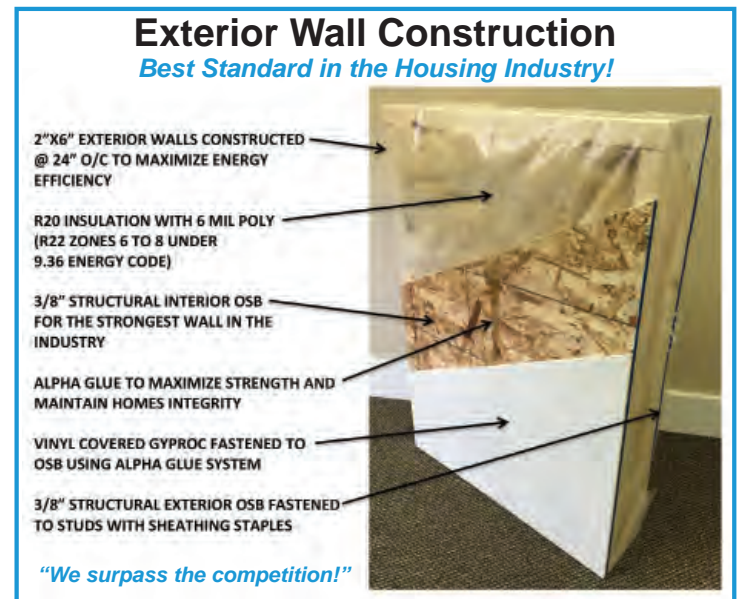 Exterior Wall Construction
Best Standard in the Housing Industry!
2"X6" EXTERIOR WALLS CONSTRUCTED
@ 24" O/C TO MAXIMIZE ENERGY
EFFICIENCY
R20 INSULATION WITH 6 MIL POLY
(R22 ZONES 6 TO 8 UNDER
9.36 ENERGY CODE)
3/8" STRUCTURAL INTERIOR OSB
FOR THE STRONGEST WALL IN THE
INDUSTRY
ALPHA GLUE TO MAXIMIZE STRENGTH AND
MAINTAIN HOMES INTEGRITY
VINYL COVERED GYPROC FASTENED TO
OSB USING ALPHA GLUE SYSTEM
3/8" STRUCTURAL EXTERIOR OSB FASTENED
TO STUDS WITH SHEATHING STAPLES
"We surpass the competition!"